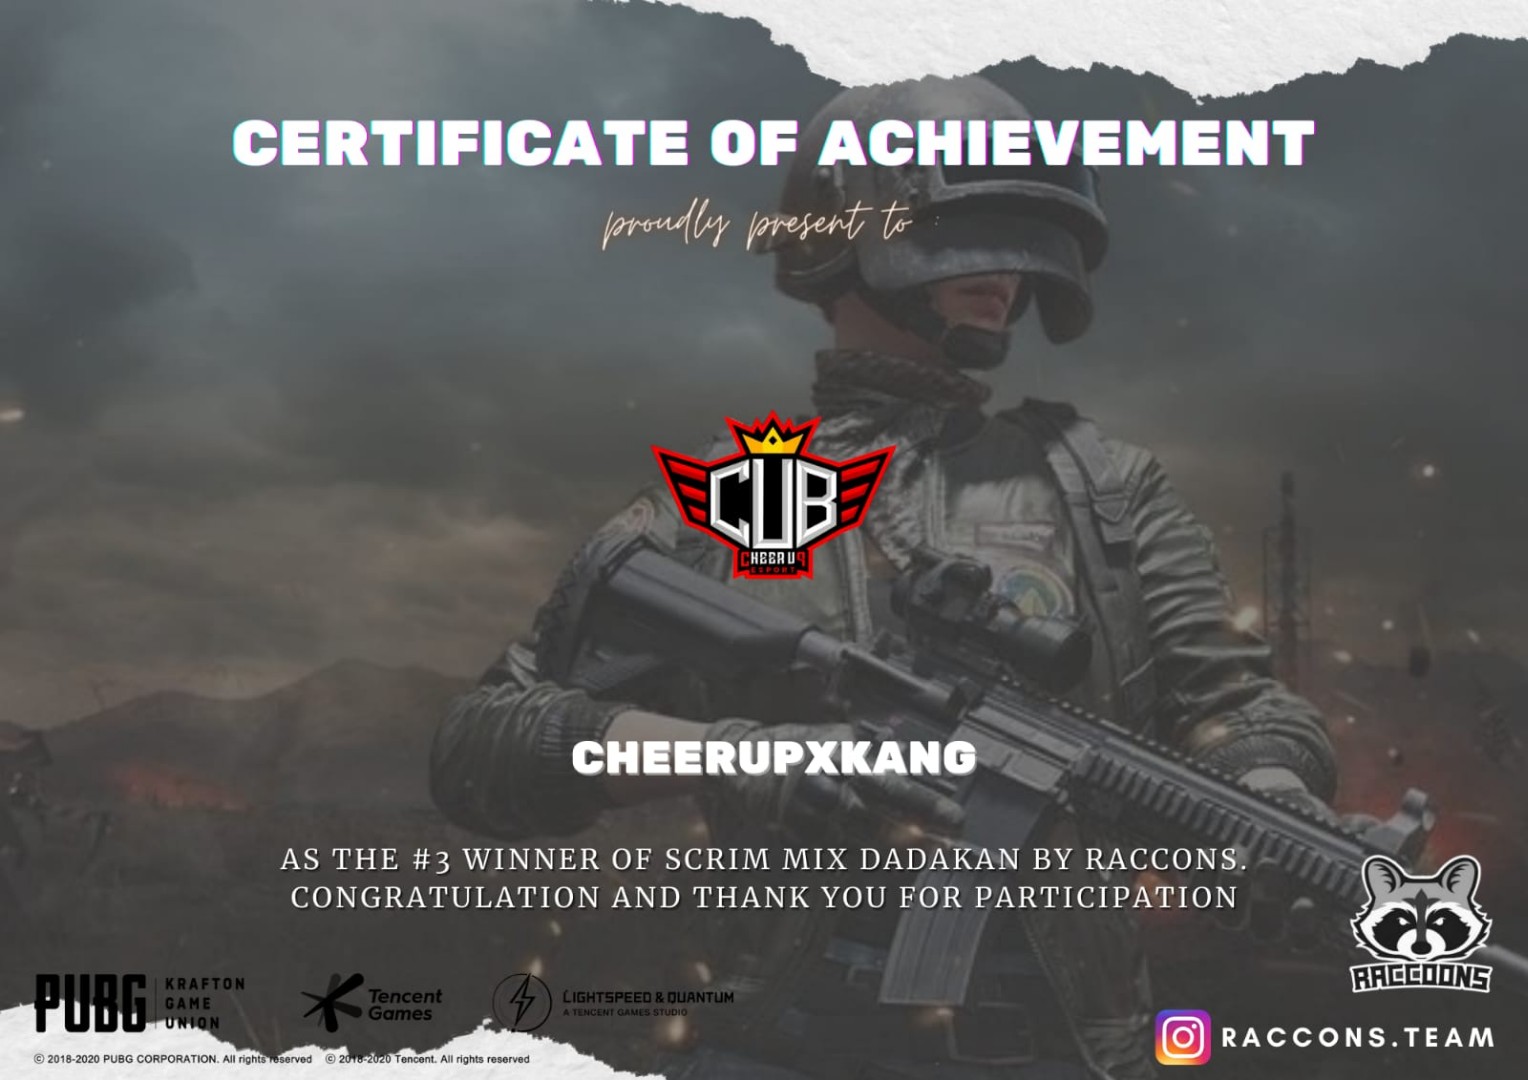 CERTIFICATE OF ACHIEVEMENT
proudly present to :
CUB
CHEER UP
ESPORT
CHEERUPXKANG
AS THE #3 WINNER OF SCRIM MIX DADAKAN BY RACCONS.
CONGRATULATION AND THANK YOU FOR PARTICIPATION
RACCOONS
PUBG
KRAFTON
GAME
UNION
Tencent
Games
LIGHTSPEED & QUANTUM
A TENCENT GAMES STUDIO
RACCONS.TEAM
© 2018-2020 PUBG CORPORATION. All rights reserved © 2018-2020 Tencent. All rights reserved